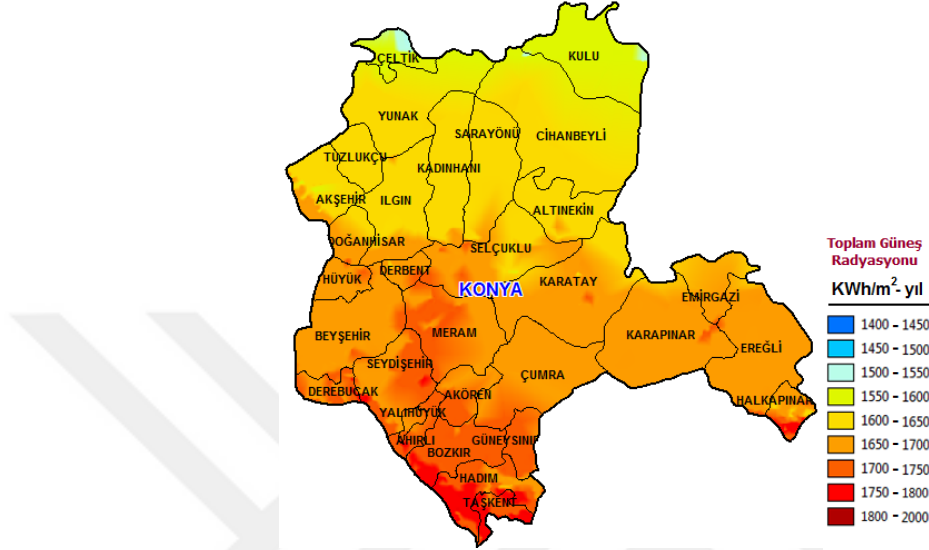 KULU
ÇELTİK
YUNAK
SARAYÖNÜ
CİHANBEYLİ
TUZLUKÇU
KADINHANI
AKŞEHİR
ILGIN
ALTINEKİN
DOĞANHİSAR
SELÇUKLU
DERBENT
HÜYÜK
KARATAY
KONYA
EMİRGAZİ
MERAM
BEYŞEHİR
KARAPINAR
EREĞLİ
SEYDİŞEHİR
ÇUMRA
DEREBUCAK
AKÖREN
HALKAPINAR
YALIHÜYÜK
AHIRLI
GÜNEYSINIR
BOZKIR
HADIM
TAŞKENT
Toplam Güneş
Radyasyonu
KWh/m²- yıl
1400 - 1450
1450 - 1500
1500 - 1550
1550 - 1600
1600 - 1650
1650 - 1700
1700 - 1750
1750 - 1800
1800 - 2000